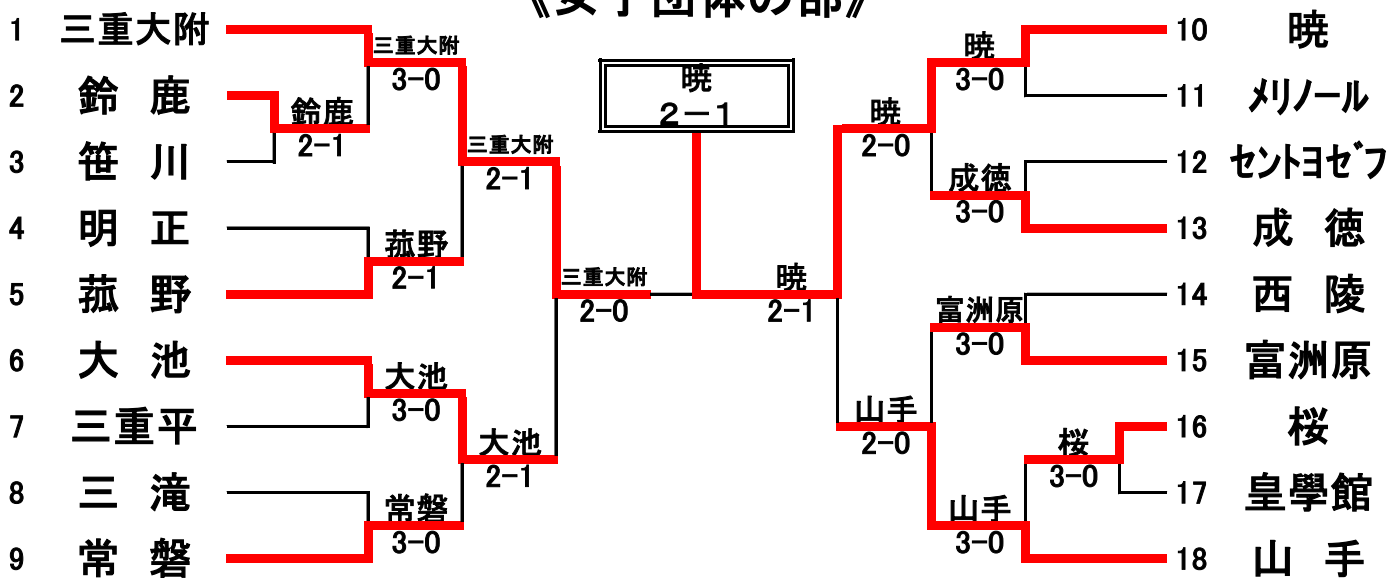 《女子団体の部》
1 三重大附
2 鈴 鹿
3 笹 川
4 明 正
5 菰 野
6 大 池
7 三重平
8 三 滝
9 常 磐
鈴鹿
2-1
三重大附
3-0
菰野
2-1
大池
3-0
常磐
3-0
三重大附
2-1
大池
2-1
三重大附
2-0
暁
2-1
暁
2-1
暁
2-0
山手
2-0
暁
3-0
成徳
3-0
富洲原
3-0
山手
3-0
桜
3-0
10 暁
11 メリノール
12 セントヨゼフ
13 成 徳
14 西 陵
15 富洲原
16 桜
17 皇學館
18 山 手